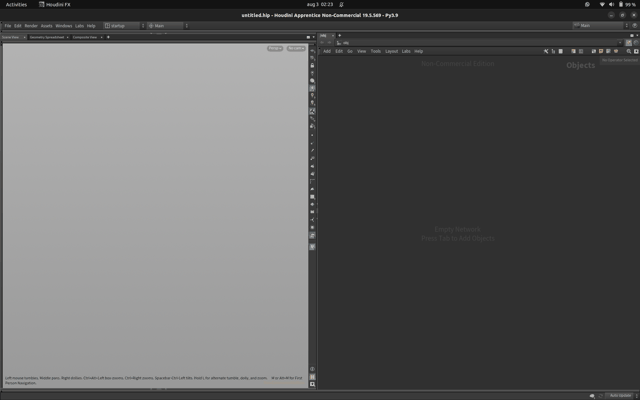 Activities Houdini FX aug 3 02:23 99 %
untitled.hip - Houdini Apprentice Non-Commercial 19.5.569 - Py3.9
File Edit Render Assets Windows Labs Help startup Main Main
Scene View Geometry Spreadsheet Composite View
obj
Add Edit Go View Tools Layout Labs Help
No Operator Selected
Non-Commercial Edition
Objects
Empty Network
Press Tab to Add Objects
Left mouse tumbles. Middle pans. Right dollies. Ctrl+Alt+Left box-zooms. Ctrl+Right zooms. Spacebar-Ctrl-Left tilts. Hold L for alternate tumble, dolly, and zoom. M or Alt+M for First Person Navigation.
Auto Update